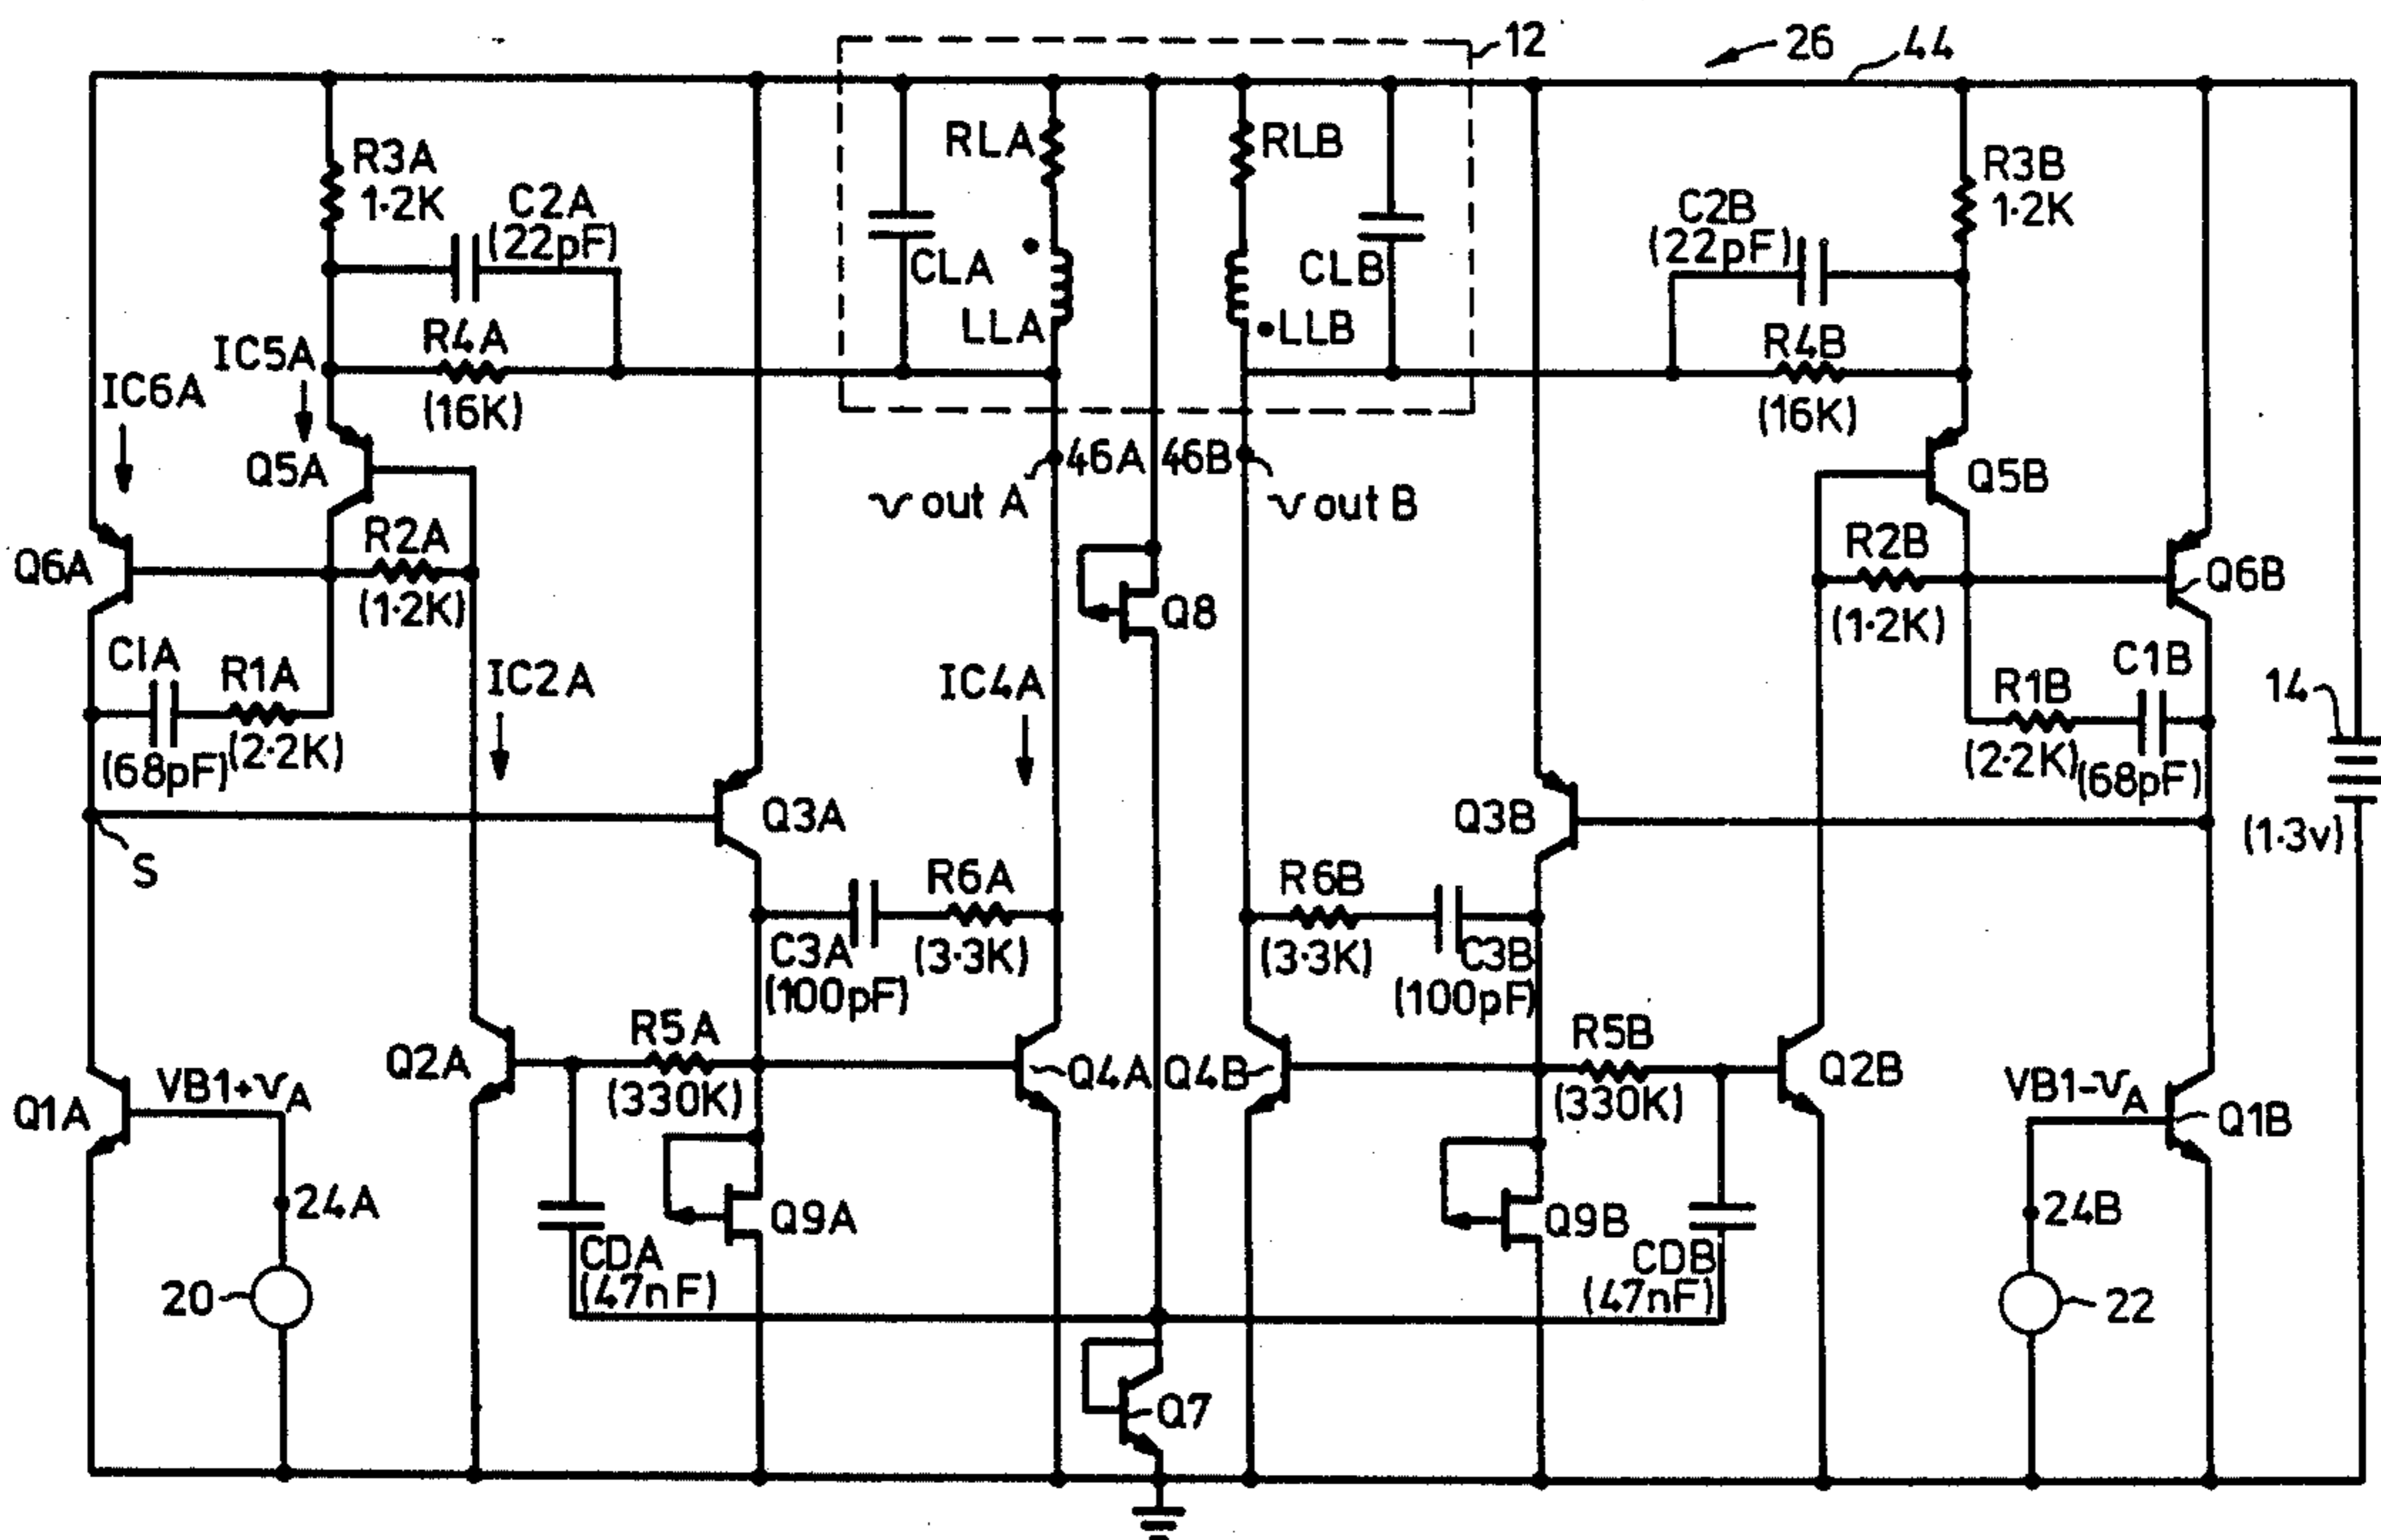 12
26
44
R3A
1·2K
C2A
(22pF)
RLA
RLB
CLA
LLA
CLB
LLB
C2B
(22pF)
R3B
1·2K
IC5A
R4A
(16K)
R4B
(16K)
IC6A
Q5A
46A
46B
v out A
v out B
Q5B
Q6A
R2A
(1·2K)
Q8
R2B
(1·2K)
Q6B
C1A
R1A
(68pF)
(2·2K)
IC2A
IC4A
R1B
C1B
(2·2K)
(68pF)
14
(1·3v)
S
Q3A
Q3B
R6A
C3A
(3·3K)
(100pF)
R6B
(3·3K)
C3B
(100pF)
Q2A
R5A
(330K)
Q4A
Q4B
R5B
(330K)
Q2B
Q1A
VB1+vA
VB1-vA
Q1B
24A
Q9A
CDA
(47nF)
Q9B
CDB
(47nF)
24B
20
22
Q7